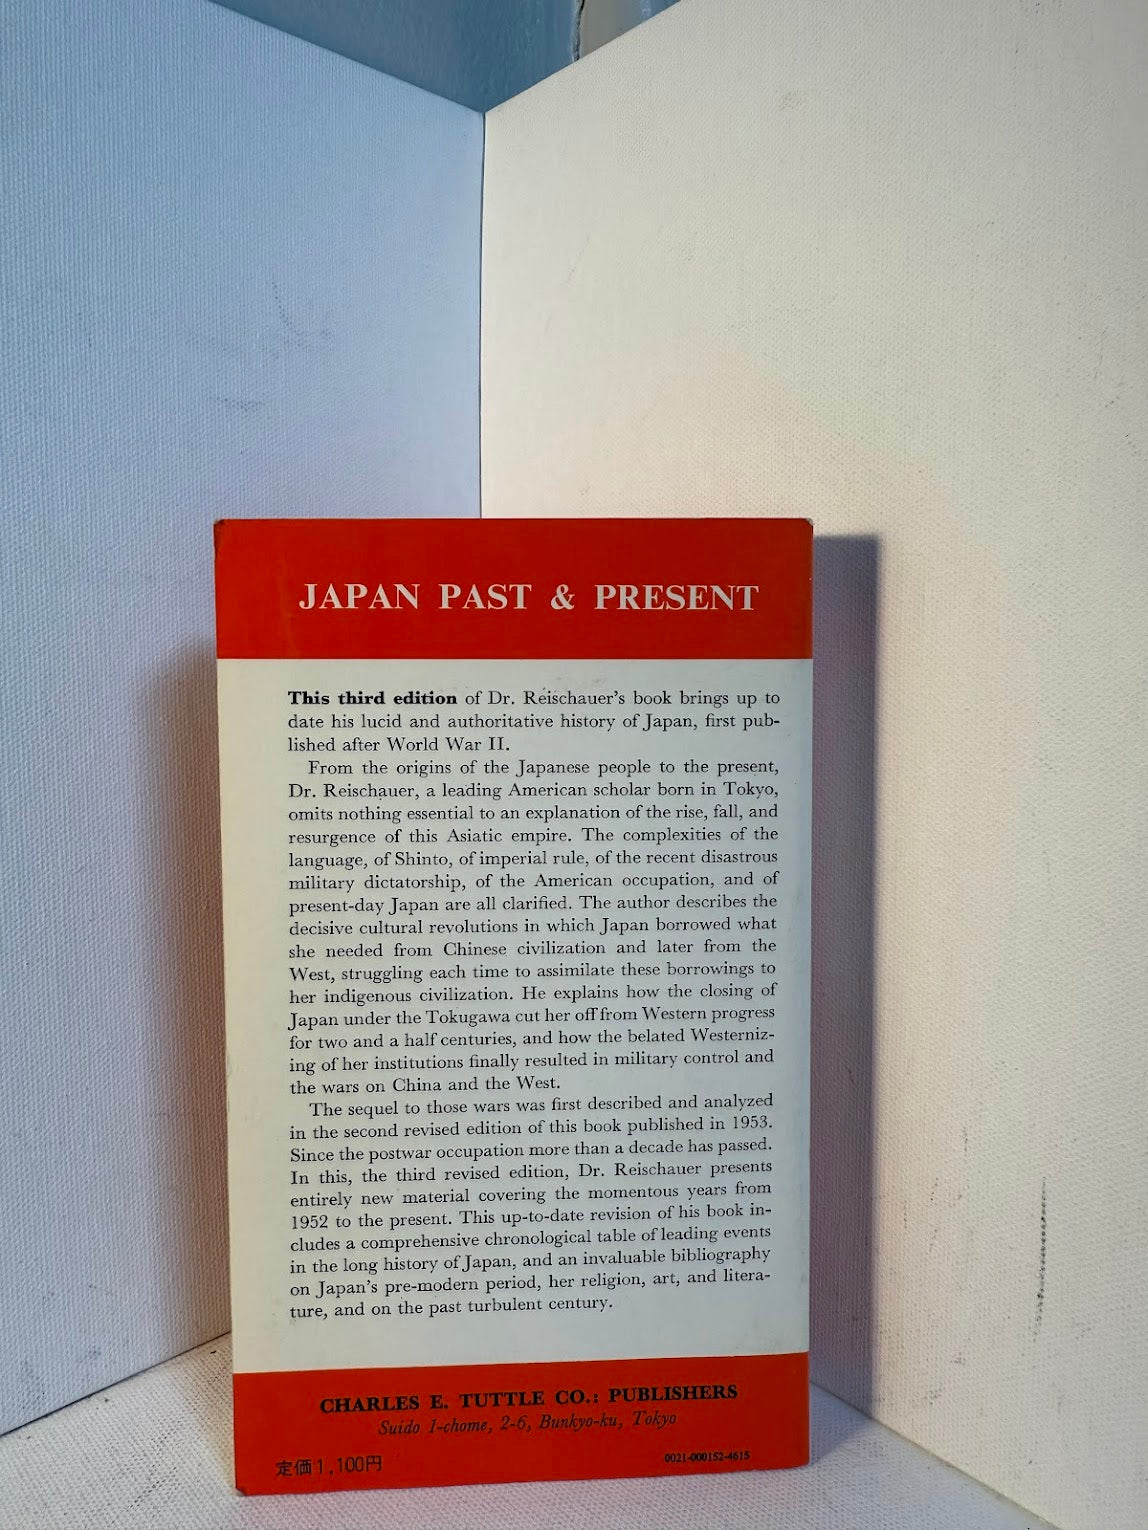 JAPAN PAST & PRESENT
This third edition of Dr. Reischauer's book brings up to
date his lucid and authoritative history of Japan, first pub-
lished after World War II.
From the origins of the Japanese people to the present,
Dr. Reischauer, a leading American scholar born in Tokyo,
omits nothing essential to an explanation of the rise, fall, and
resurgence of this Asiatic empire. The complexities of the
language, of Shinto, of imperial rule, of the recent disastrous
military dictatorship, of the American occupation, and of
present-day Japan are all clarified. The author describes the
decisive cultural revolutions in which Japan borrowed what
she needed from Chinese civilization and later from the
West, struggling each time to assimilate these borrowings to
her indigenous civilization. He explains how the closing of
Japan under the Tokugawa cut her off from Western progress
for two and a half centuries, and how the belated Westerniz-
ing of her institutions finally resulted in military control and
the wars on China and the West.
The sequel to those wars was first described and analyzed
in the second revised edition of this book published in 1953.
Since the postwar occupation more than a decade has passed.
In this, the third revised edition, Dr. Reischauer presents
entirely new material covering the momentous years from
1952 to the present. This up-to-date revision of his book in-
cludes a comprehensive chronological table of leading events
in the long history of Japan, and an invaluable bibliography
on Japan's pre-modern period, her religion, art, and litera-
ture, and on the past turbulent century.
CHARLES E. TUTTLE CO.: PUBLISHERS
Suido 1-chome, 2-6, Bunkyo-ku, Tokyo
定価1,100円
0021-000152-4615